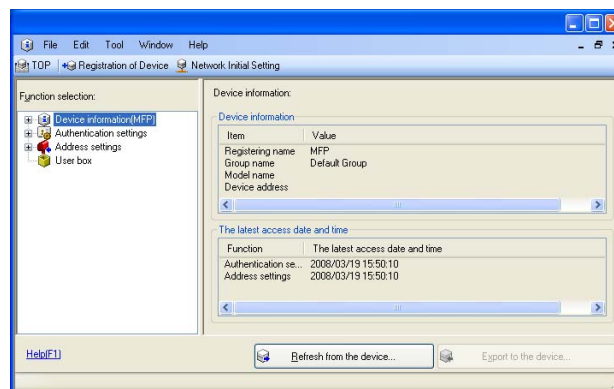 File Edit Tool Window Help
TOP Registration of Device Network Initial Setting
Function selection:
Device information(MFP)
Authentication settings
Address settings
User box
Device information:
Device information
Item Value
Registering name MFP
Group name Default Group
Model name
Device address
The latest access date and time
Function The latest access date and time
Authentication se... 2008/03/19 15:50:10
Address settings 2008/03/19 15:50:10
Help(F1)
Refresh from the device...
Export to the device...